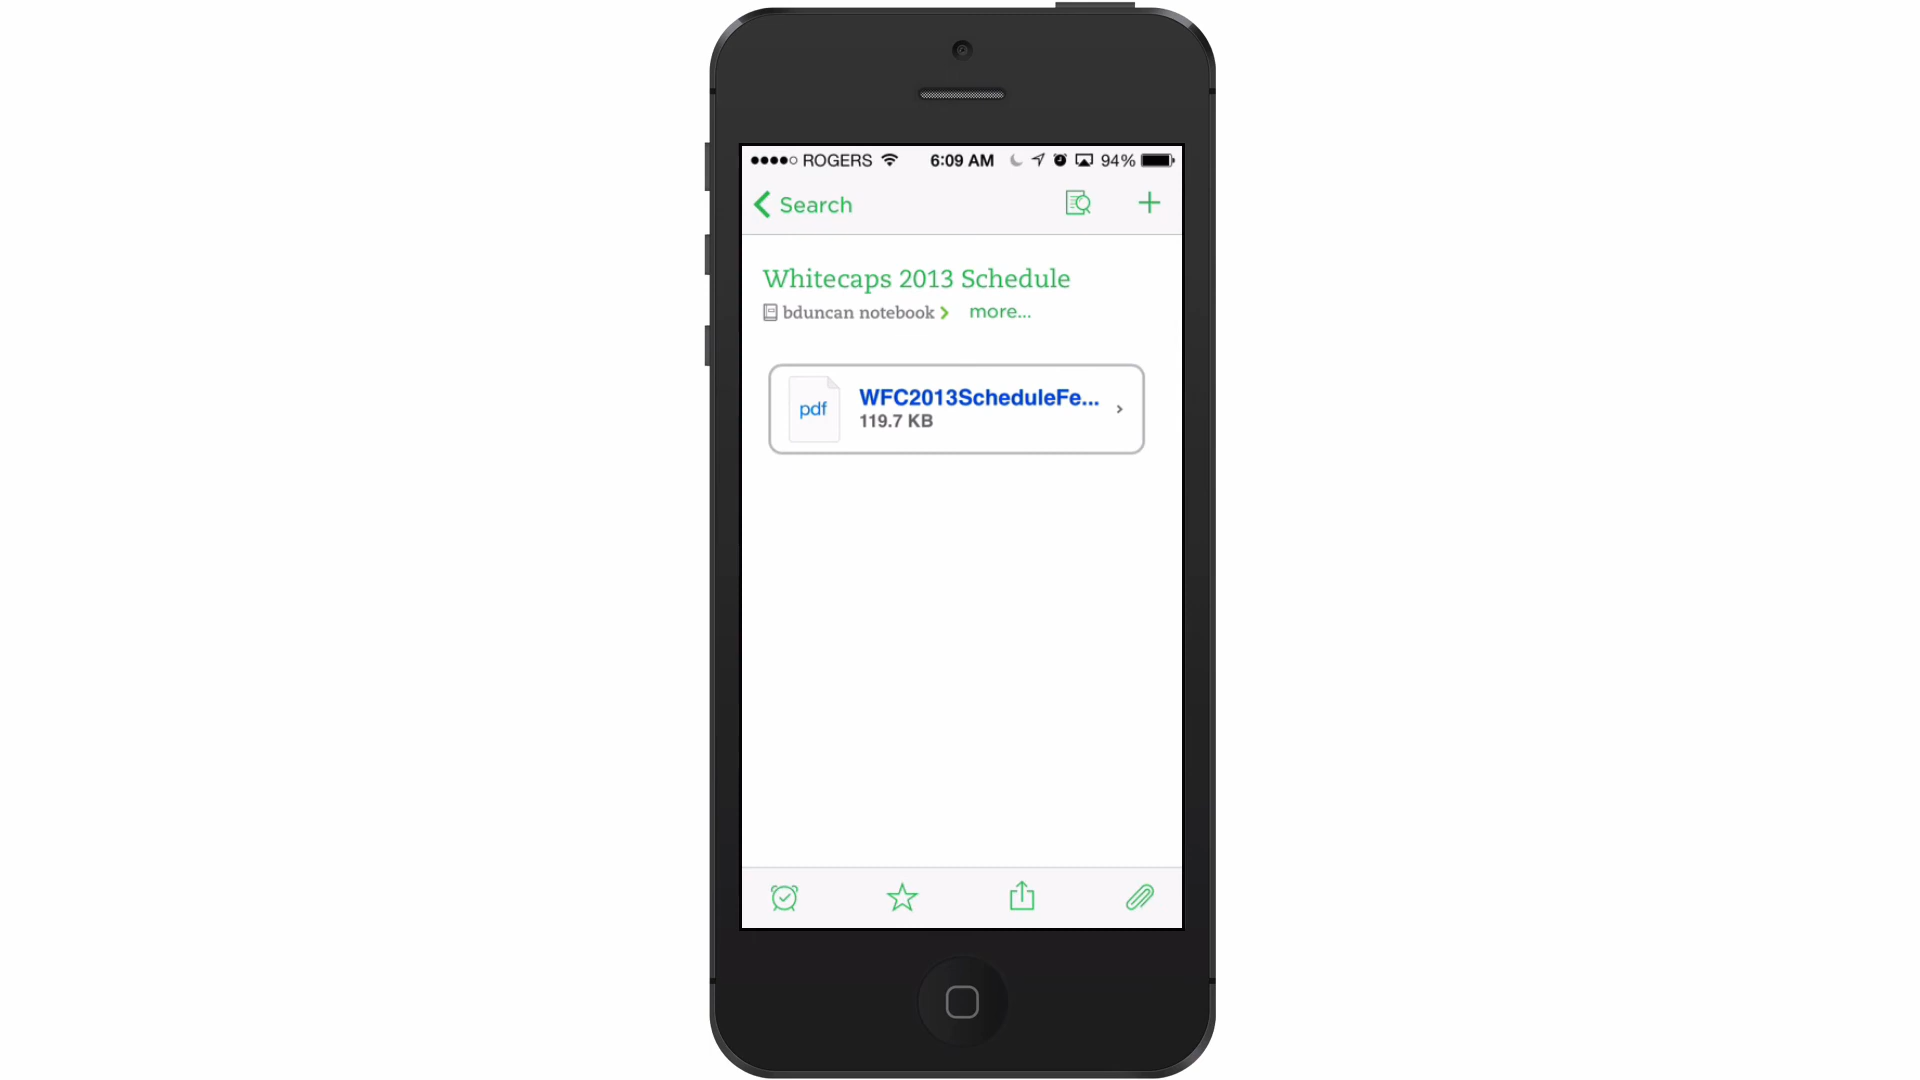 ROGERS 6:09 AM 94%
Search
Whitecaps 2013 Schedule
bduncan notebook more...
pdf
WFC2013ScheduleFe...
119.7 KB